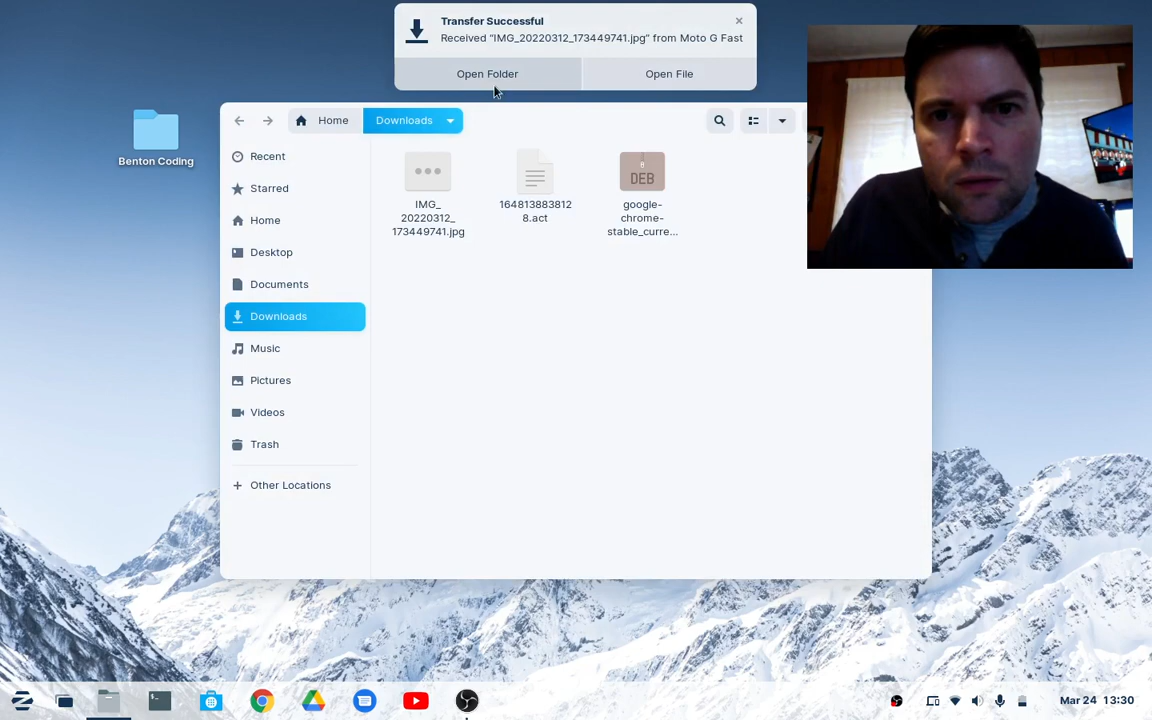 Transfer Successful
Received "IMG_20220312_173449741.jpg" from Moto G Fast
Open Folder
Open File
Benton Coding
Home
Downloads
Recent
Starred
Home
Desktop
Documents
Downloads
Music
Pictures
Videos
Trash
Other Locations
IMG_
20220312_
173449741.jpg
164813883812
8.act
DEB
google-
chrome-
stable_curre...
Mar 24 13:30